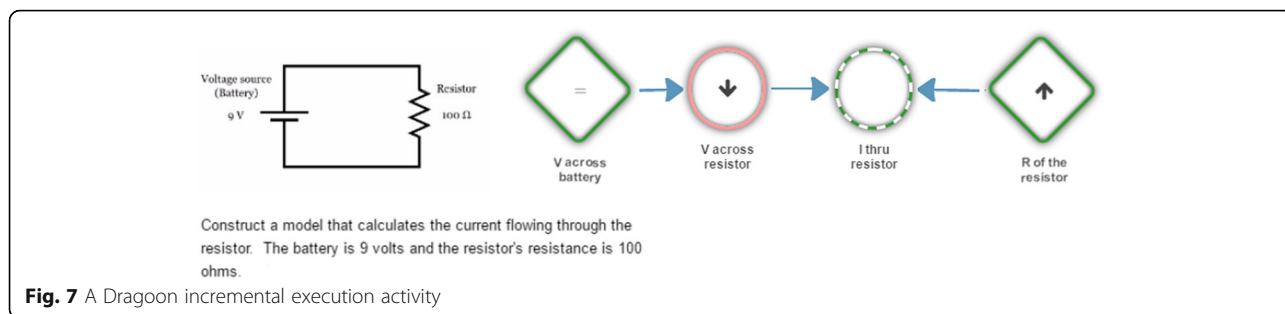 Voltage source
(Battery)
9 V
Resistor
100 Ω
=
V across
battery
V across
resistor
I thru
resistor
R of the
resistor
Construct a model that calculates the current flowing through the
resistor. The battery is 9 volts and the resistor's resistance is 100
ohms.
Fig. 7 A Dragoon incremental execution activity